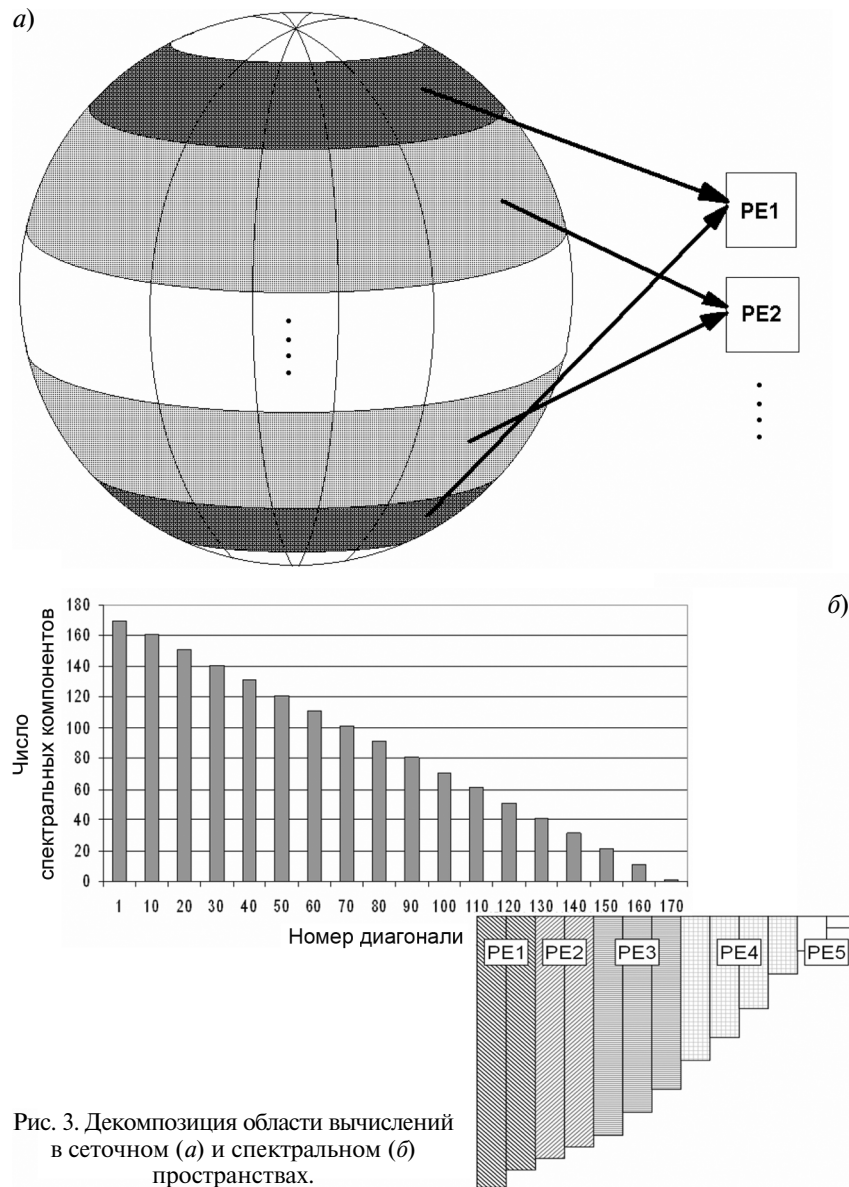 а)
PE1
PE2
б)
Число
спектральных компонентов
180
160
140
120
100
80
60
40
20
0
1 10 20 30 40 50 60 70 80 90 100 110 120 130 140 150 160 170
Номер диагонали
PE1 PE2 PE3 PE4 PE5
Рис. 3. Декомпозиция области вычислений
в сеточном (а) и спектральном (б)
пространствах.